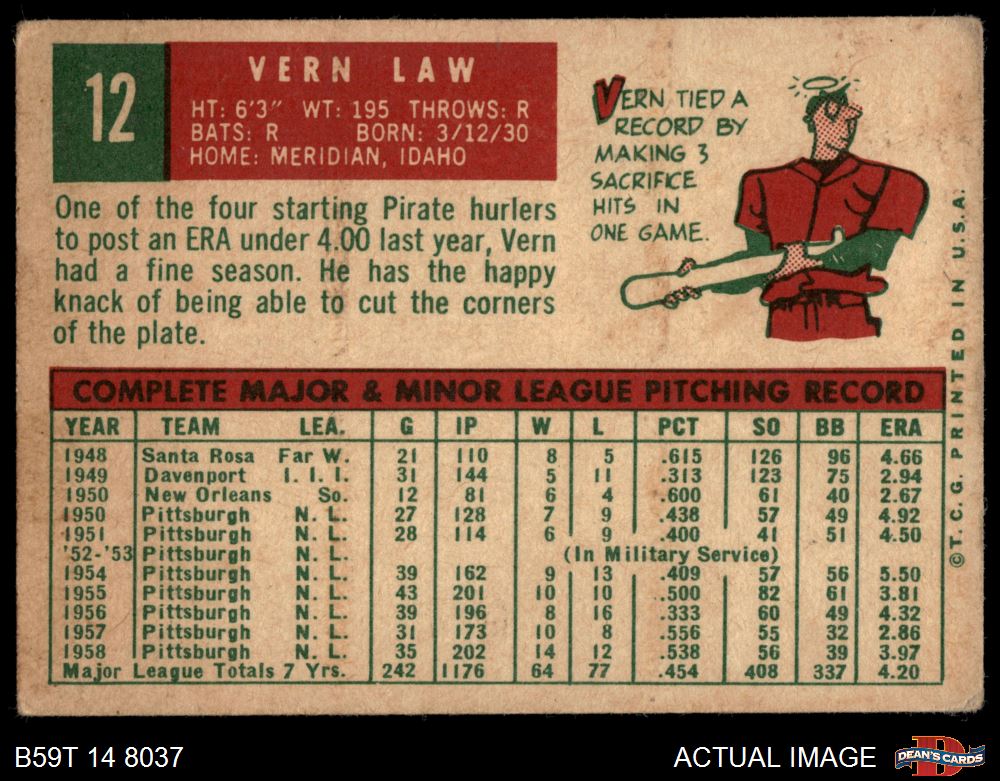 12
VERN LAW
HT: 6'3" WT: 195 THROWS: R
BATS: R BORN: 3/12/30
HOME: MERIDIAN, IDAHO
One of the four starting Pirate hurlers
to post an ERA under 4.00 last year, Vern
had a fine season. He has the happy
knack of being able to cut the corners
of the plate.
VERN TIED A
RECORD BY
MAKING 3
SACRIFICE
HITS IN
ONE GAME.
COMPLETE MAJOR & MINOR LEAGUE PITCHING RECORD
YEAR TEAM LEA. G IP W L PCT SO BB ERA
1948 Santa Rosa Far W. 21 110 8 5 .615 126 96 4.66
1949 Davenport I. I. I. 31 144 5 11 .313 123 75 2.94
1950 New Orleans So. 12 81 6 4 .600 61 40 2.67
1950 Pittsburgh N. L. 27 128 7 9 .438 57 49 4.92
1951 Pittsburgh N. L. 28 114 6 9 .400 41 51 4.50
'52-'53 Pittsburgh N. L. (In Military Service)
1954 Pittsburgh N. L. 39 162 9 13 .409 57 56 5.50
1955 Pittsburgh N. L. 43 201 10 10 .500 82 61 3.81
1956 Pittsburgh N. L. 39 196 8 16 .333 60 49 4.32
1957 Pittsburgh N. L. 31 173 10 8 .556 55 32 2.86
1958 Pittsburgh N. L. 35 202 14 12 .538 56 39 3.97
Major League Totals 7 Yrs. 242 1176 64 77 .454 408 337 4.20
© T. C. G. PRINTED IN U. S. A.
B59T 14 8037
ACTUAL IMAGE
D
DEAN'S CARDS